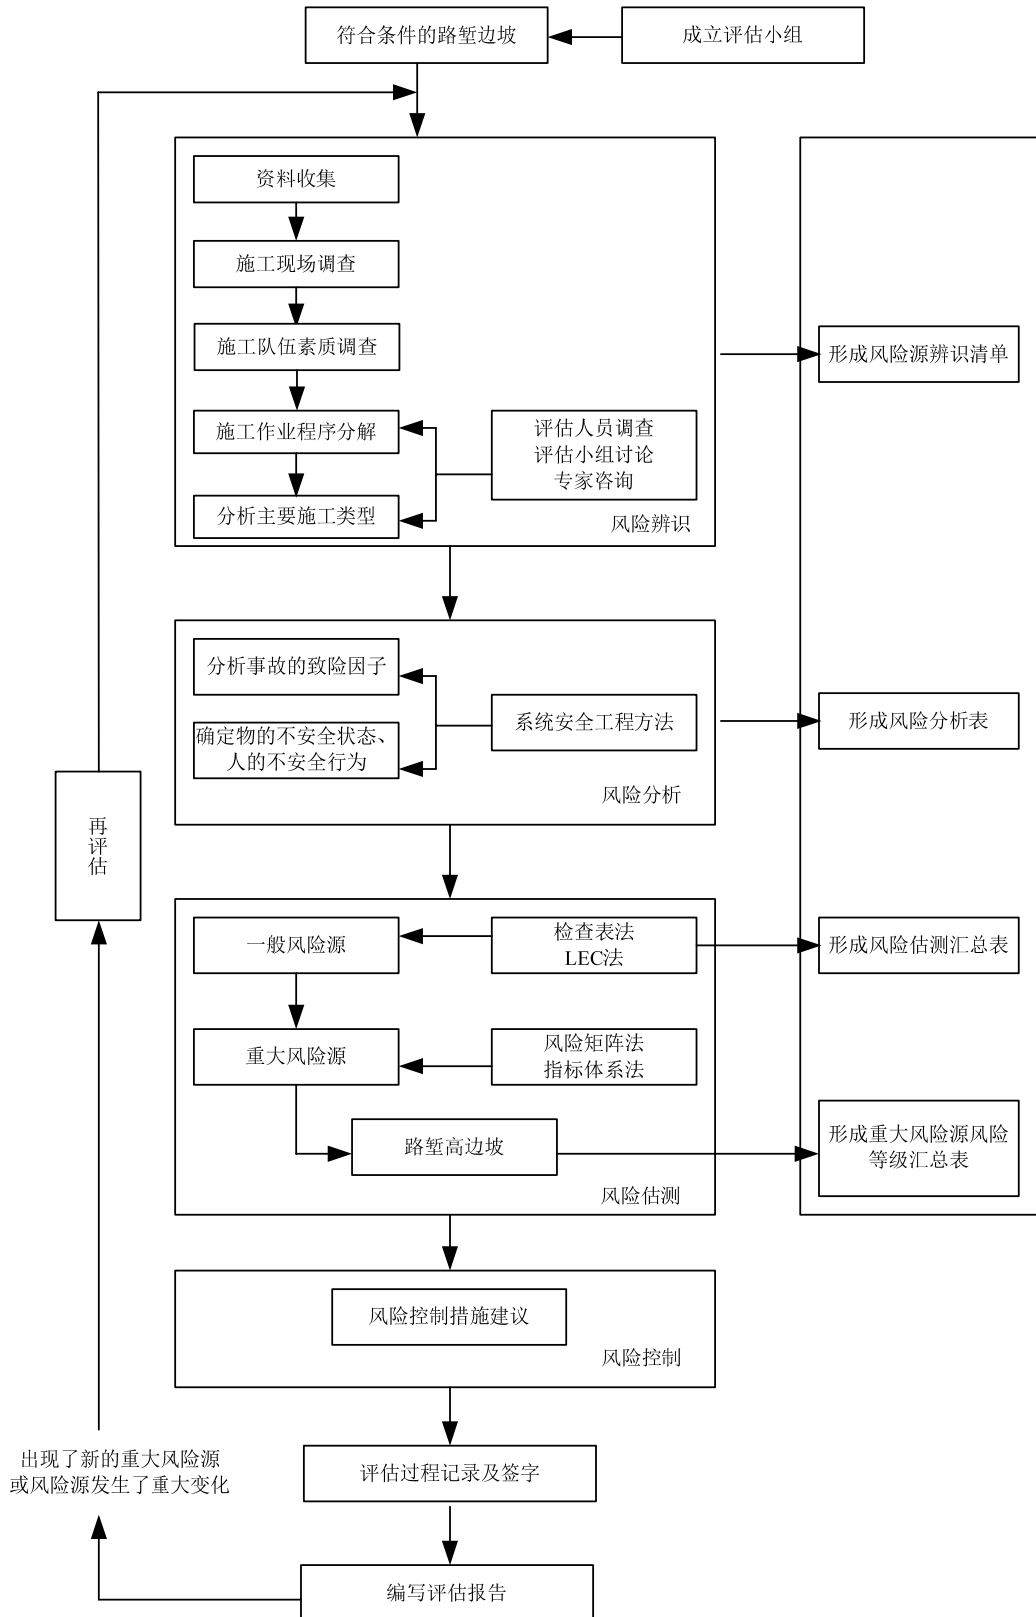 符合条件的路堑边坡
成立评估小组
资料收集
施工现场调查
施工队伍素质调查
施工作业程序分解
分析主要施工类型
评估人员调查
评估小组讨论
专家咨询
风险辨识
形成风险源辨识清单
分析事故的致险因子
确定物的不安全状态、
人的不安全行为
系统安全工程方法
风险分析
形成风险分析表
再
评
估
一般风险源
检查表法
LEC法
形成风险估测汇总表
重大风险源
风险矩阵法
指标体系法
路堑高边坡
风险估测
形成重大风险源风险
等级汇总表
风险控制措施建议
风险控制
出现了新的重大风险源
或风险源发生了重大变化
评估过程记录及签字
编写评估报告